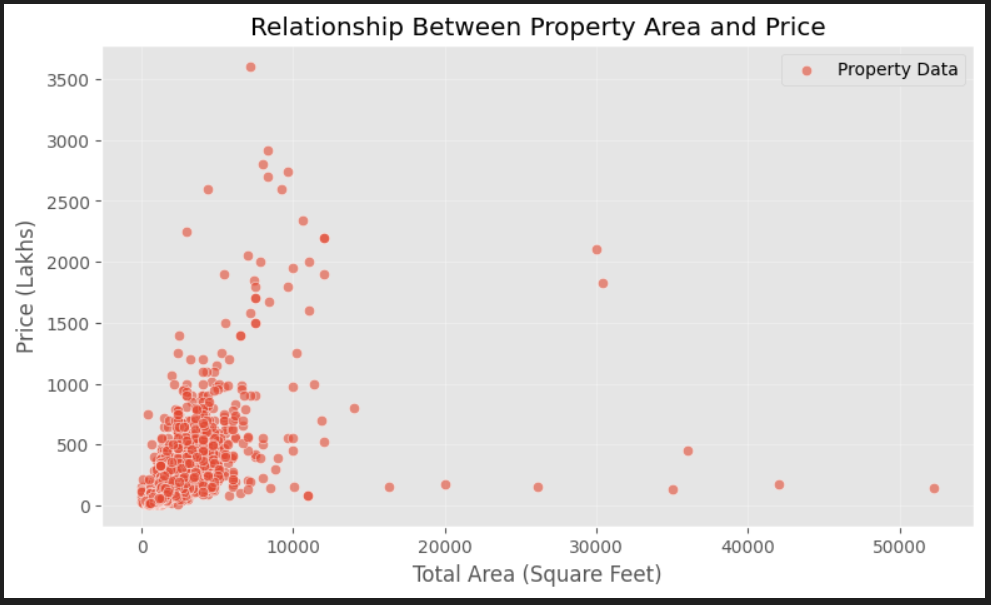 Relationship Between Property Area and Price
Property Data
Price (Lakhs)
3500
3000
2500
2000
1500
1000
500
0
0 10000 20000 30000 40000 50000
Total Area (Square Feet)